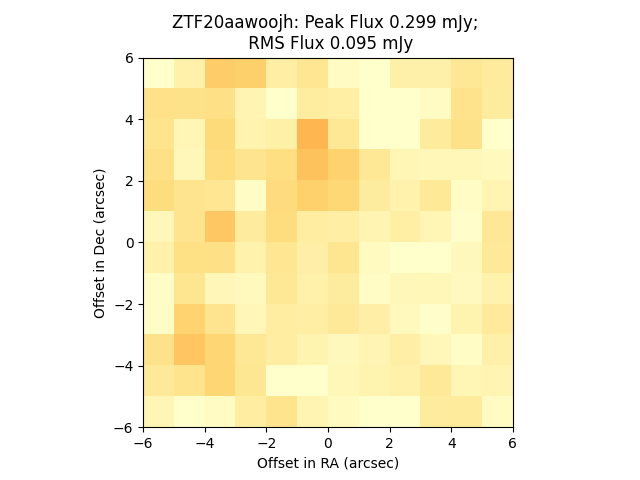 ZTF20aawoojh: Peak Flux 0.299 mJy;
RMS Flux 0.095 mJy
6
4
2
0
−2
−4
−6
Offset in Dec (arcsec)
−6 −4 −2 0 2 4 6
Offset in RA (arcsec)